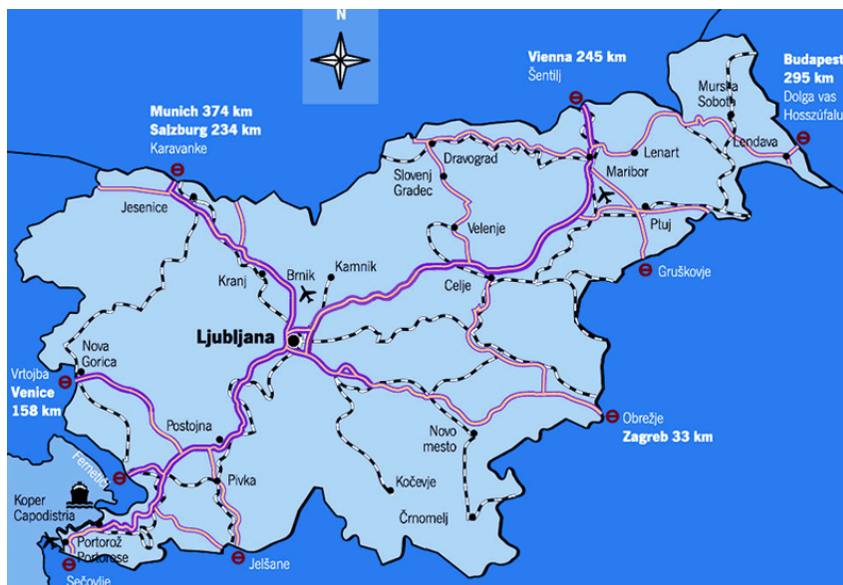 N
Vienna 245 km
Šentilj
Budapest
295 km
Dolga vas
Hosszúfalu
Murska
Sobota
Munich 374 km
Salzburg 234 km
Karavanke
Dravograd
Lenart
Lendava
Slovenj
Gradec
Maribor
Jesenice
Ptuj
Velenje
Kranj
Brnik
Kamnik
Celje
Gruškovje
Ljubljana
Nova
Gorica
Vrtojba
Venice
158 km
Postojna
Novo
mesto
Obrežje
Zagreb 33 km
Fernetiči
Pivka
Kočevje
Koper
Capodistria
Črnomelj
Portorož
Portorose
Jelšane
Sečovlje